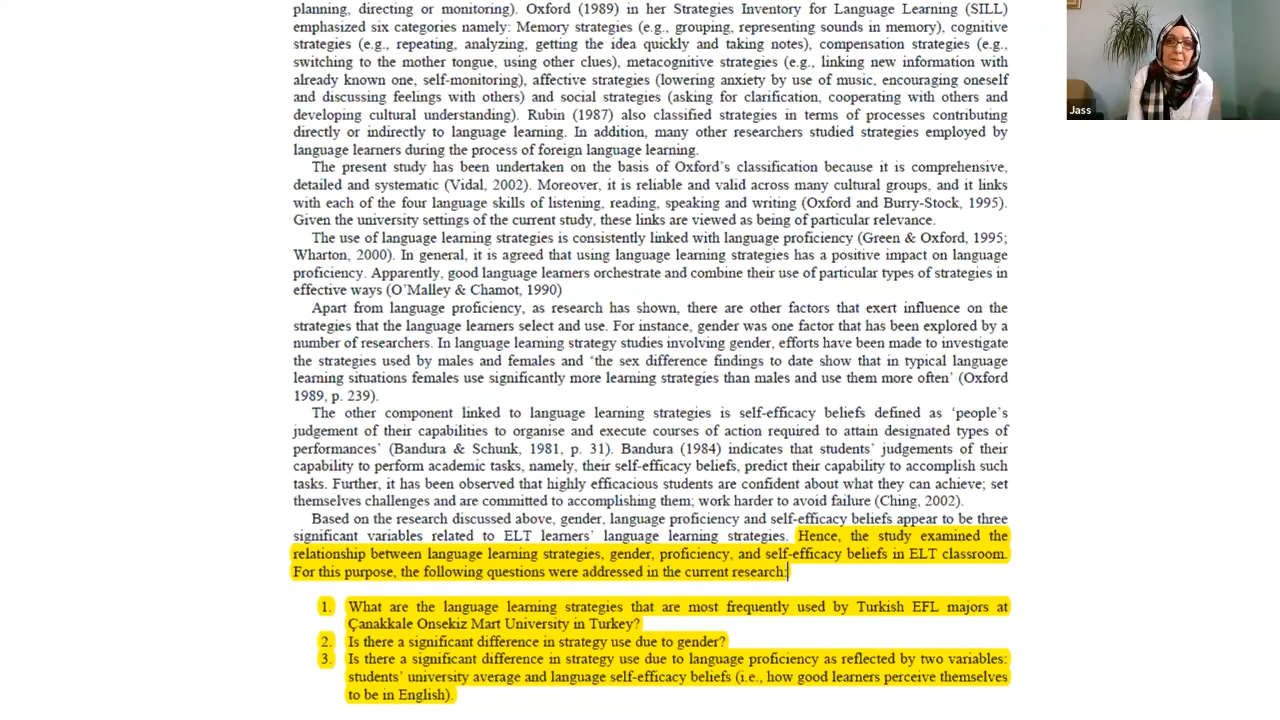 planning, directing or monitoring). Oxford (1989) in her Strategies Inventory for Language Learning (SILL)
emphasized six categories namely: Memory strategies (e.g., grouping, representing sounds in memory), cognitive
strategies (e.g., repeating, analyzing, getting the idea quickly and taking notes), compensation strategies (e.g.,
switching to the mother tongue, using other clues), metacognitive strategies (e.g., linking new information with
already known one, self-monitoring), affective strategies (lowering anxiety by use of music, encouraging oneself
and discussing feelings with others) and social strategies (asking for clarification, cooperating with others and
developing cultural understanding). Rubin (1987) also classified strategies in terms of processes contributing
directly or indirectly to language learning. In addition, many other researchers studied strategies employed by
language learners during the process of foreign language learning.
The present study has been undertaken on the basis of Oxford's classification because it is comprehensive,
detailed and systematic (Vidal, 2002). Moreover, it is reliable and valid across many cultural groups, and it links
with each of the four language skills of listening, reading, speaking and writing (Oxford and Burry-Stock, 1995).
Given the university settings of the current study, these links are viewed as being of particular relevance.
The use of language learning strategies is consistently linked with language proficiency (Green & Oxford, 1995;
Wharton, 2000). In general, it is agreed that using language learning strategies has a positive impact on language
proficiency. Apparently, good language learners orchestrate and combine their use of particular types of strategies in
effective ways (O'Malley & Chamot, 1990)
Apart from language proficiency, as research has shown, there are other factors that exert influence on the
strategies that the language learners select and use. For instance, gender was one factor that has been explored by a
number of researchers. In language learning strategy studies involving gender, efforts have been made to investigate
the strategies used by males and females and 'the sex difference findings to date show that in typical language
learning situations females use significantly more learning strategies than males and use them more often' (Oxford
1989, p. 239).
The other component linked to language learning strategies is self-efficacy beliefs defined as 'people's
judgement of their capabilities to organise and execute courses of action required to attain designated types of
performances' (Bandura & Schunk, 1981, p. 31). Bandura (1984) indicates that students' judgements of their
capability to perform academic tasks, namely, their self-efficacy beliefs, predict their capability to accomplish such
tasks. Further, it has been observed that highly efficacious students are confident about what they can achieve; set
themselves challenges and are committed to accomplishing them; work harder to avoid failure (Ching, 2002).
Based on the research discussed above, gender, language proficiency and self-efficacy beliefs appear to be three
significant variables related to ELT learners' language learning strategies. Hence, the study examined the
relationship between language learning strategies, gender, proficiency, and self-efficacy beliefs in ELT classroom.
For this purpose, the following questions were addressed in the current research:
1. What are the language learning strategies that are most frequently used by Turkish EFL majors at
Çanakkale Onsekiz Mart University in Turkey?
2. Is there a significant difference in strategy use due to gender?
3. Is there a significant difference in strategy use due to language proficiency as reflected by two variables:
students' university average and language self-efficacy beliefs (i.e., how good learners perceive themselves
to be in English).
Jass